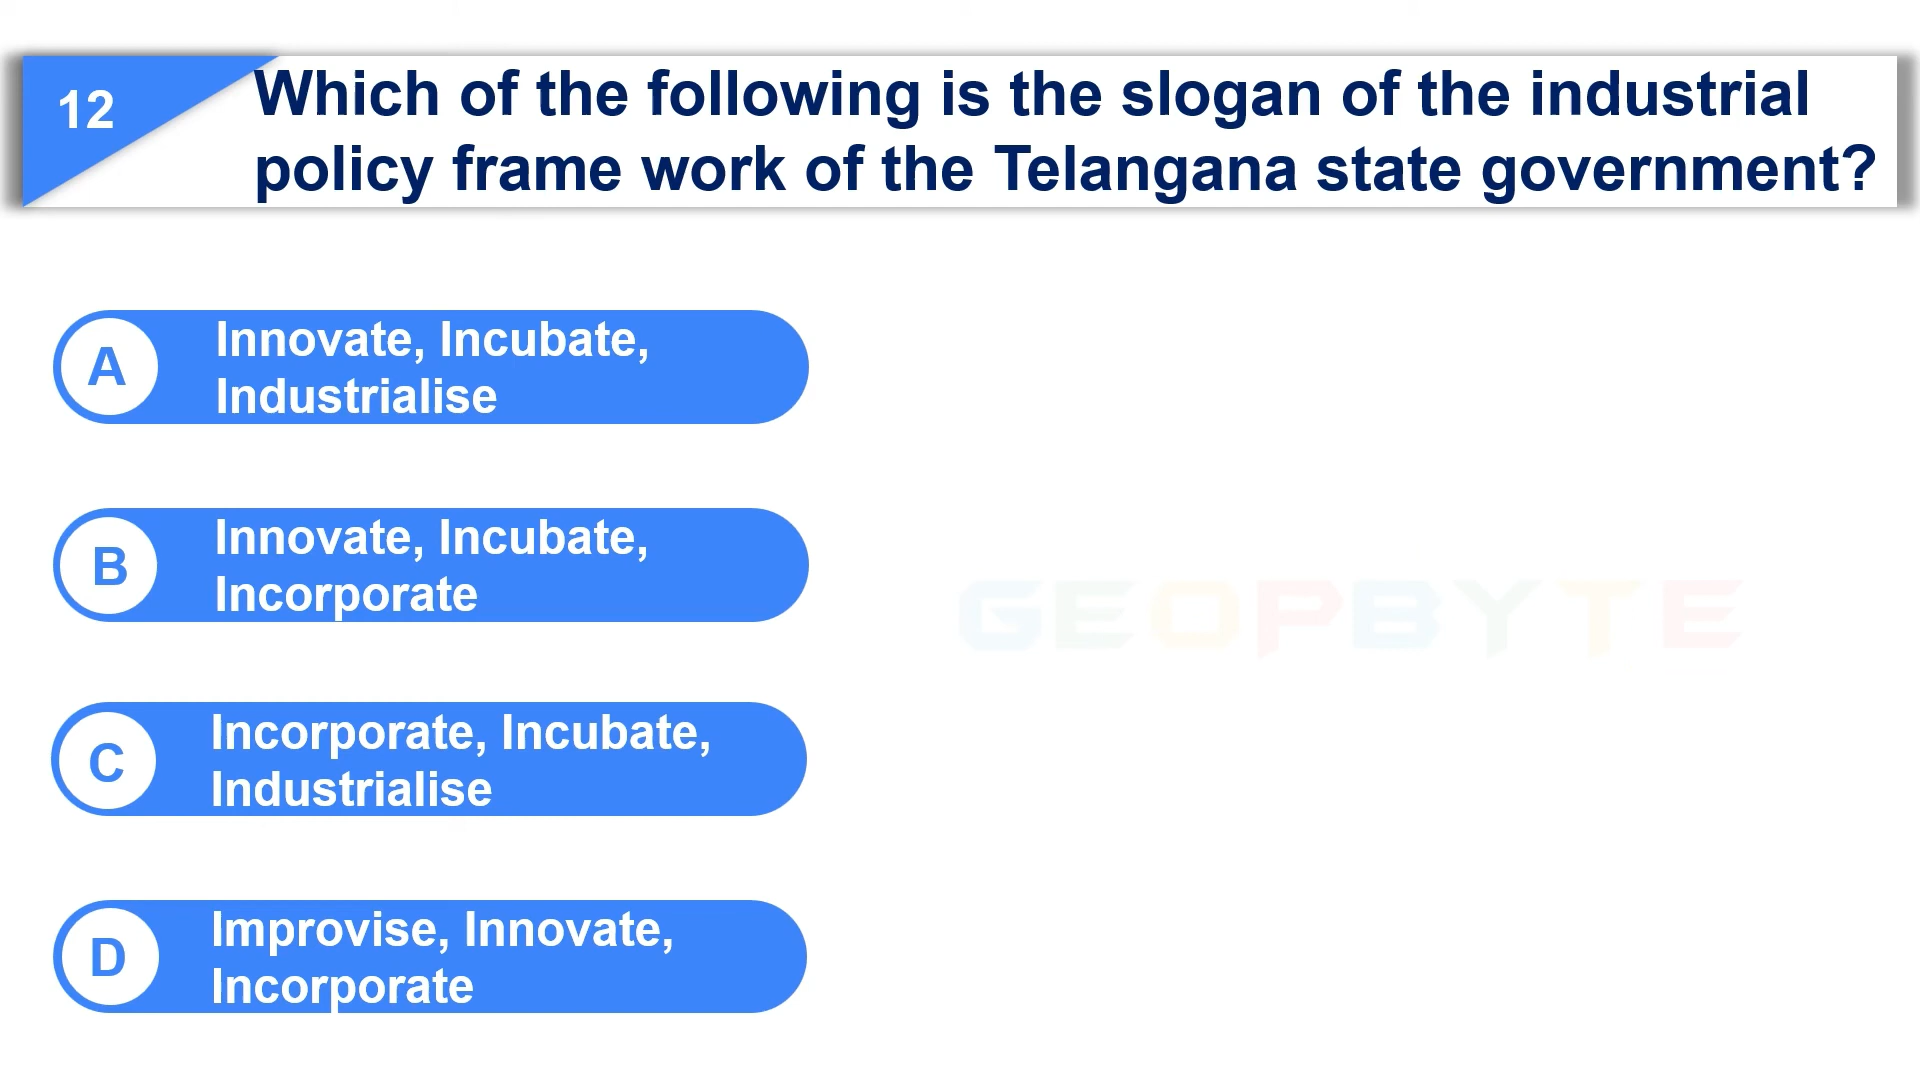 12
Which of the following is the slogan of the industrial
policy frame work of the Telangana state government?
A
Innovate, Incubate,
Industrialise
B
Innovate, Incubate,
Incorporate
GEOPBYTE
C
Incorporate, Incubate,
Industrialise
D
Improvise, Innovate,
Incorporate